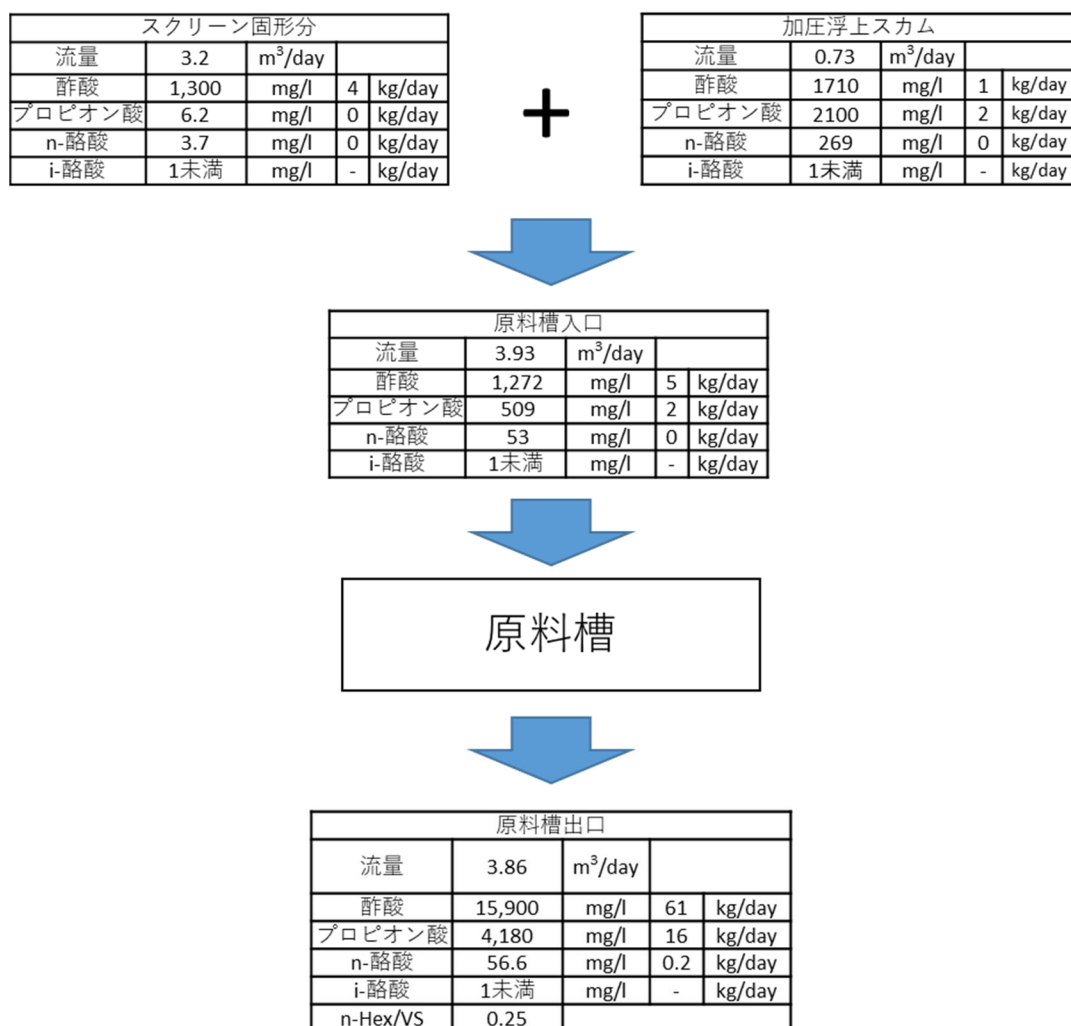 スクリーン固形分
流量 3.2 m³/day
酢酸 1,300 mg/l 4 kg/day
プロピオン酸 6.2 mg/l 0 kg/day
n-酪酸 3.7 mg/l 0 kg/day
i-酪酸 1未満 mg/l - kg/day
+
加圧浮上スカム
流量 0.73 m³/day
酢酸 1710 mg/l 1 kg/day
プロピオン酸 2100 mg/l 2 kg/day
n-酪酸 269 mg/l 0 kg/day
i-酪酸 1未満 mg/l - kg/day
原料槽入口
流量 3.93 m³/day
酢酸 1,272 mg/l 5 kg/day
プロピオン酸 509 mg/l 2 kg/day
n-酪酸 53 mg/l 0 kg/day
i-酪酸 1未満 mg/l - kg/day
原料槽
原料槽出口
流量 3.86 m³/day
酢酸 15,900 mg/l 61 kg/day
プロピオン酸 4,180 mg/l 16 kg/day
n-酪酸 56.6 mg/l 0.2 kg/day
i-酪酸 1未満 mg/l - kg/day
n-Hex/VS 0.25